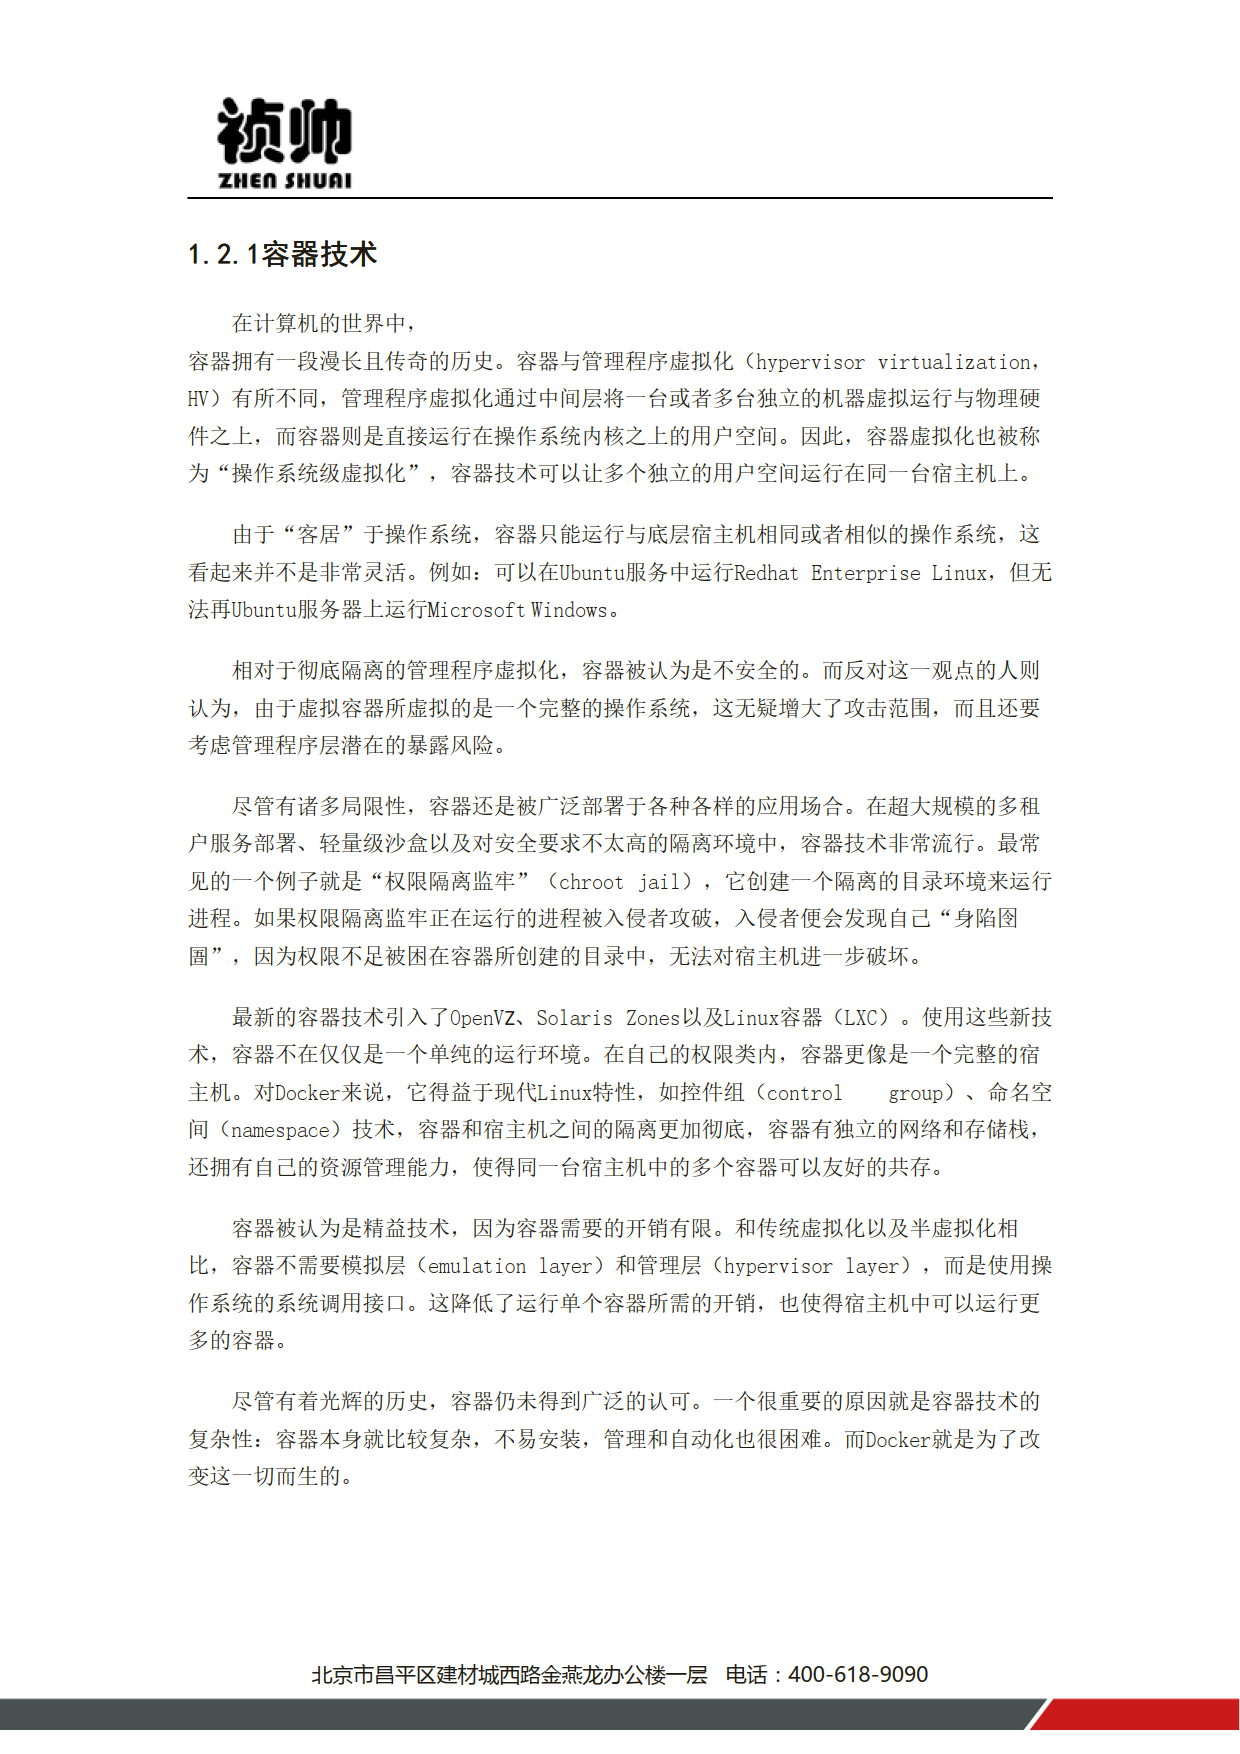 祯帅
ZHEN SHUAI
1.2.1容器技术
在计算机的世界中，
容器拥有一段漫长且传奇的历史。容器与管理程序虚拟化（hypervisor virtualization，
HV）有所不同，管理程序虚拟化通过中间层将一台或者多台独立的机器虚拟运行与物理硬
件之上，而容器则是直接运行在操作系统内核之上的用户空间。因此，容器虚拟化也被称
为“操作系统级虚拟化”，容器技术可以让多个独立的用户空间运行在同一台宿主机上。
由于“客居”于操作系统，容器只能运行与底层宿主机相同或者相似的操作系统，这
看起来并不是非常灵活。例如：可以在Ubuntu服务中运行Redhat Enterprise Linux，但无
法再Ubuntu服务器上运行Microsoft Windows。
相对于彻底隔离的管理程序虚拟化，容器被认为是不安全的。而反对这一观点的人则
认为，由于虚拟容器所虚拟的是一个完整的操作系统，这无疑增大了攻击范围，而且还要
考虑管理程序层潜在的暴露风险。
尽管有诸多局限性，容器还是被广泛部署于各种各样的应用场合。在超大规模的多租
户服务部署、轻量级沙盒以及对安全要求不太高的隔离环境中，容器技术非常流行。最常
见的一个例子就是“权限隔离监牢”（chroot jail），它创建一个隔离的目录环境来运行
进程。如果权限隔离监牢正在运行的进程被入侵者攻破，入侵者便会发现自己“身陷囹
圄”，因为权限不足被困在容器所创建的目录中，无法对宿主机进一步破坏。
最新的容器技术引入了OpenVZ、Solaris Zones以及Linux容器（LXC）。使用这些新技
术，容器不在仅仅是一个单纯的运行环境。在自己的权限类内，容器更像是一个完整的宿
主机。对Docker来说，它得益于现代Linux特性，如控件组（control group）、命名空
间（namespace）技术，容器和宿主机之间的隔离更加彻底，容器有独立的网络和存储栈，
还拥有自己的资源管理能力，使得同一台宿主机中的多个容器可以友好的共存。
容器被认为是精益技术，因为容器需要的开销有限。和传统虚拟化以及半虚拟化相
比，容器不需要模拟层（emulation layer）和管理层（hypervisor layer），而是使用操
作系统的系统调用接口。这降低了运行单个容器所需的开销，也使得宿主机中可以运行更
多的容器。
尽管有着光辉的历史，容器仍未得到广泛的认可。一个很重要的原因就是容器技术的
复杂性：容器本身就比较复杂，不易安装，管理和自动化也很困难。而Docker就是为了改
变这一切而生的。
北京市昌平区建材城西路金燕龙办公楼一层 电话：400-618-9090